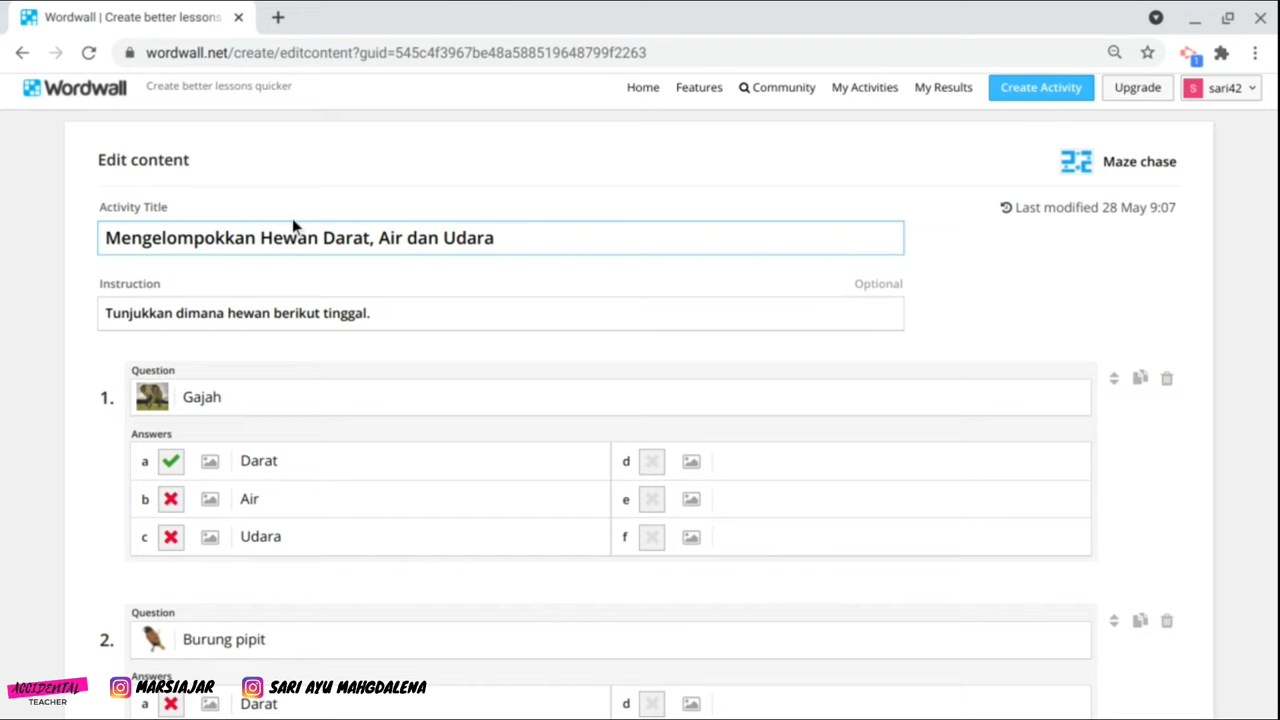 Wordwall | Create better lessons
wordwall.net/create/editcontent?guid=545c4f3967be48a588519648799f2263
1
Wordwall
Create better lessons quicker
Home
Features
Community
My Activities
My Results
Create Activity
Upgrade
S
sari42
Edit content
Maze chase
Activity Title
Last modified 28 May 9:07
Mengelompokkan Hewan Darat, Air dan Udara
Instruction
Optional
Tunjukkan dimana hewan berikut tinggal.
Question
1.
Gajah
Answers
a Darat
d
b Air
e
c Udara
f
Question
2.
Burung pipit
Answers
a Darat
d
ACCIDENTAL
TEACHER
MARSIAJAR
SARI AYU MAHGDALENA